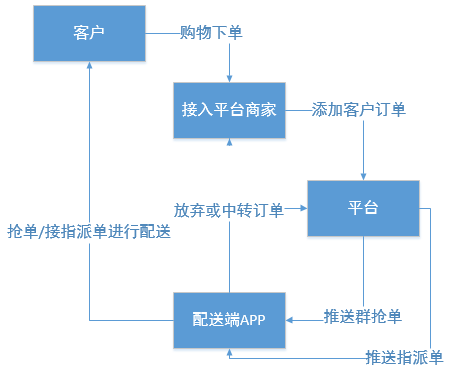 客户
购物下单
接入平台商家
添加客户订单
放弃或中转订单
平台
抢单/接指派单进行配送
配送端APP
推送群抢单
推送指派单